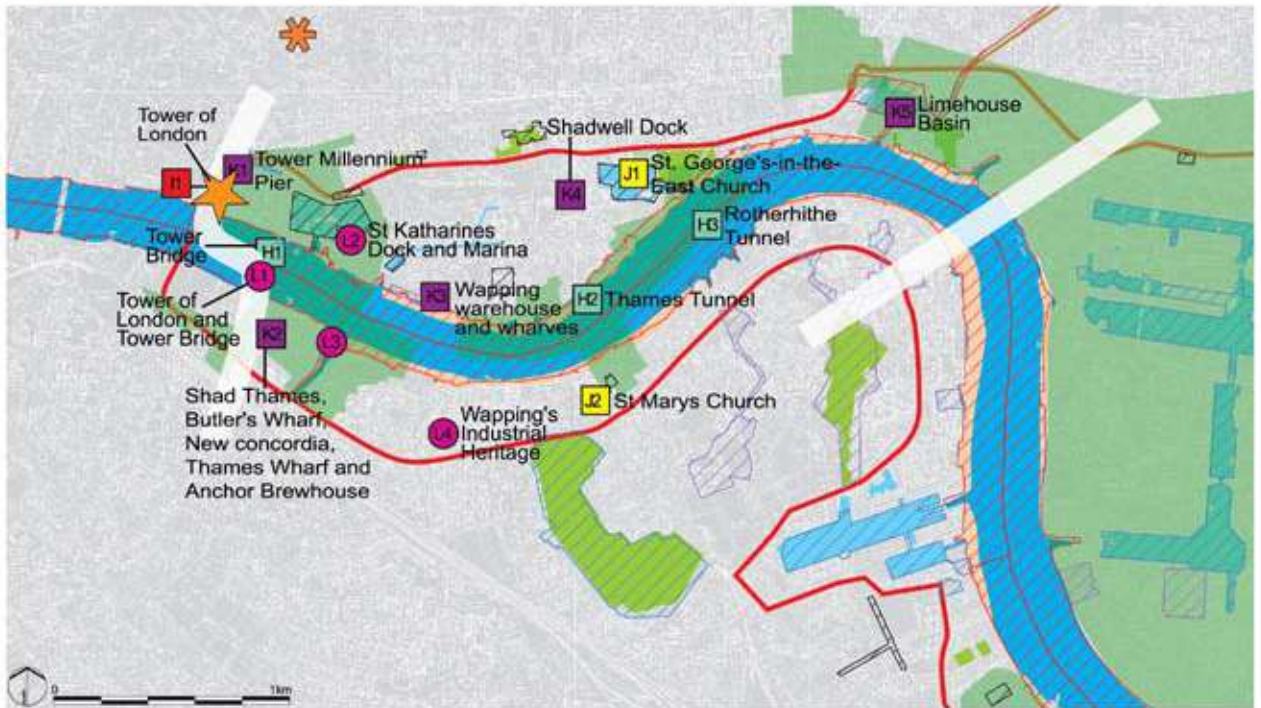 Tower of
London
I1
K1
Tower Millennium
Pier
Shadwell Dock
K4
J1
St. George's-in-the-
East Church
K5
Limehouse
Basin
Tower
Bridge
H1
L2
St Katharines
Dock and Marina
H3
Rotherhithe
Tunnel
L1
Tower of
London and
Tower Bridge
K3
Wapping
warehouse
and wharves
H2
Thames Tunnel
K2
L3
Shad Thames,
Butler's Wharf,
New concordia,
Thames Wharf and
Anchor Brewhouse
L4
Wapping's
Industrial
Heritage
J2
St Marys Church
0
1km